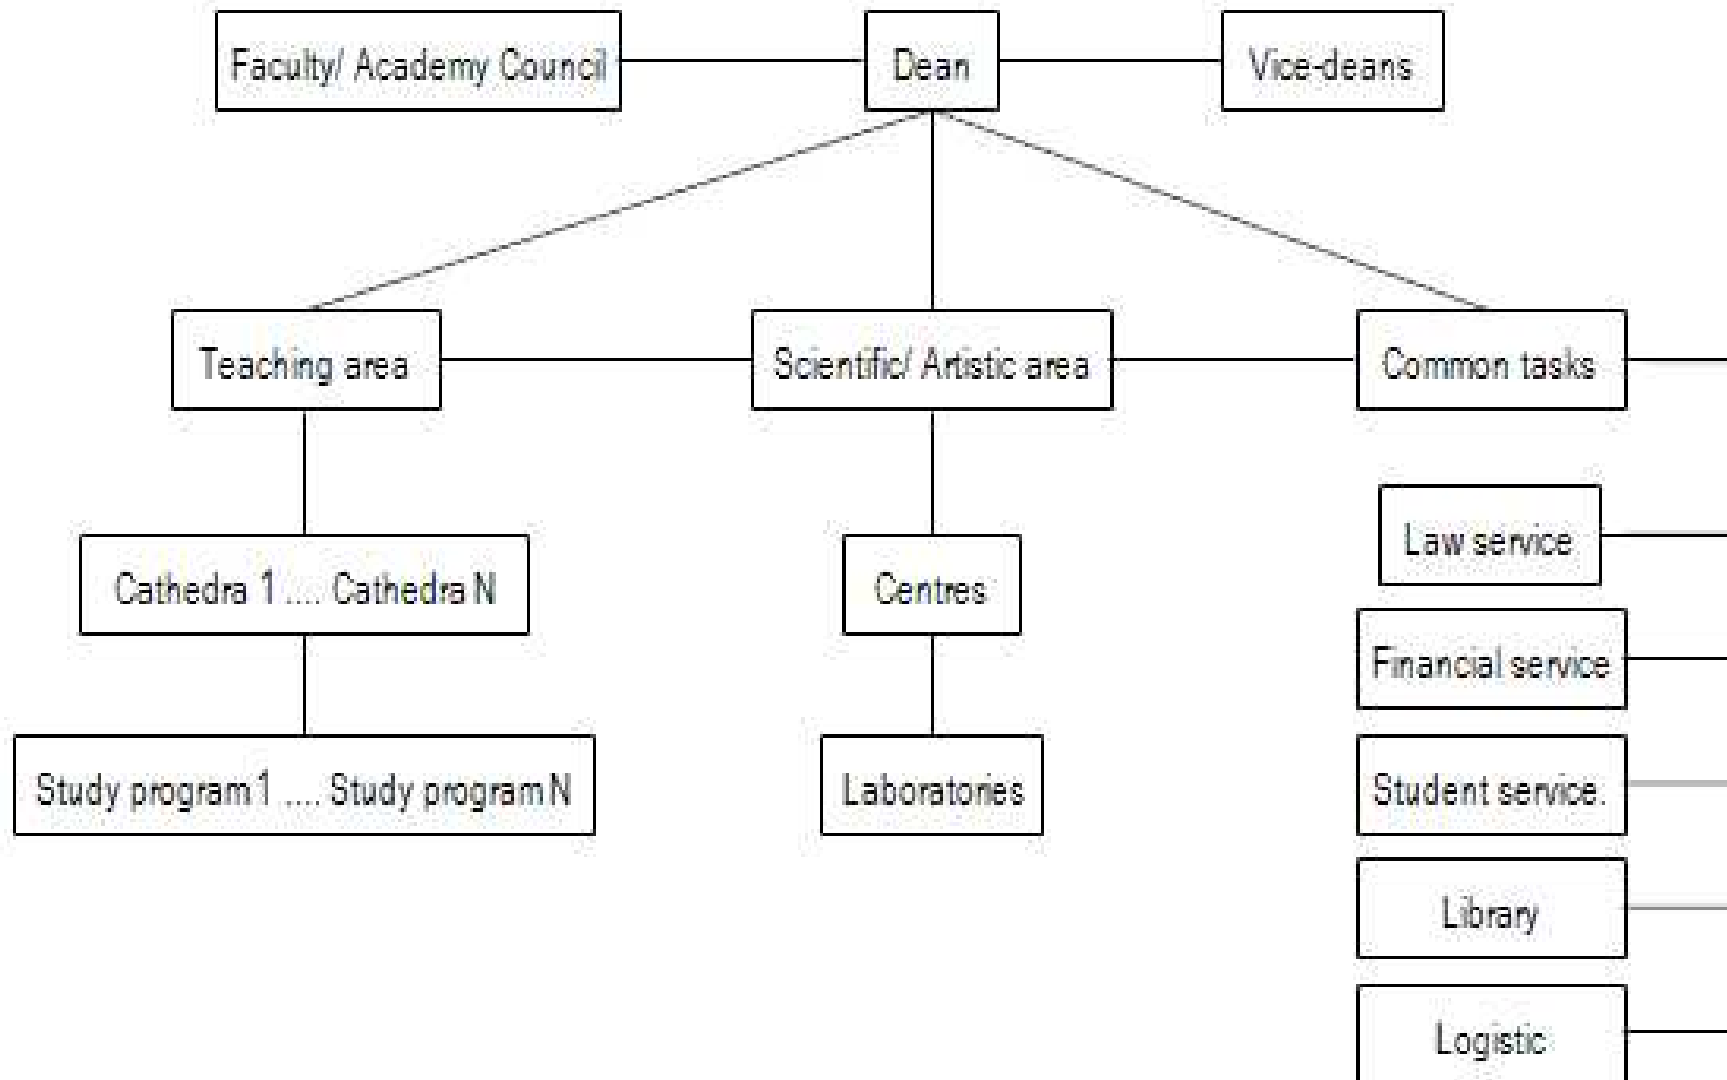 Faculty/ Academy Council
Dean
Vice-deans
Teaching area
Scientific/ Artistic area
Common tasks
Law service
Cathedra 1 .... Cathedra N
Centres
Financial service
Study program 1 .... Study program N
Laboratories
Student service.
Library
Logistic